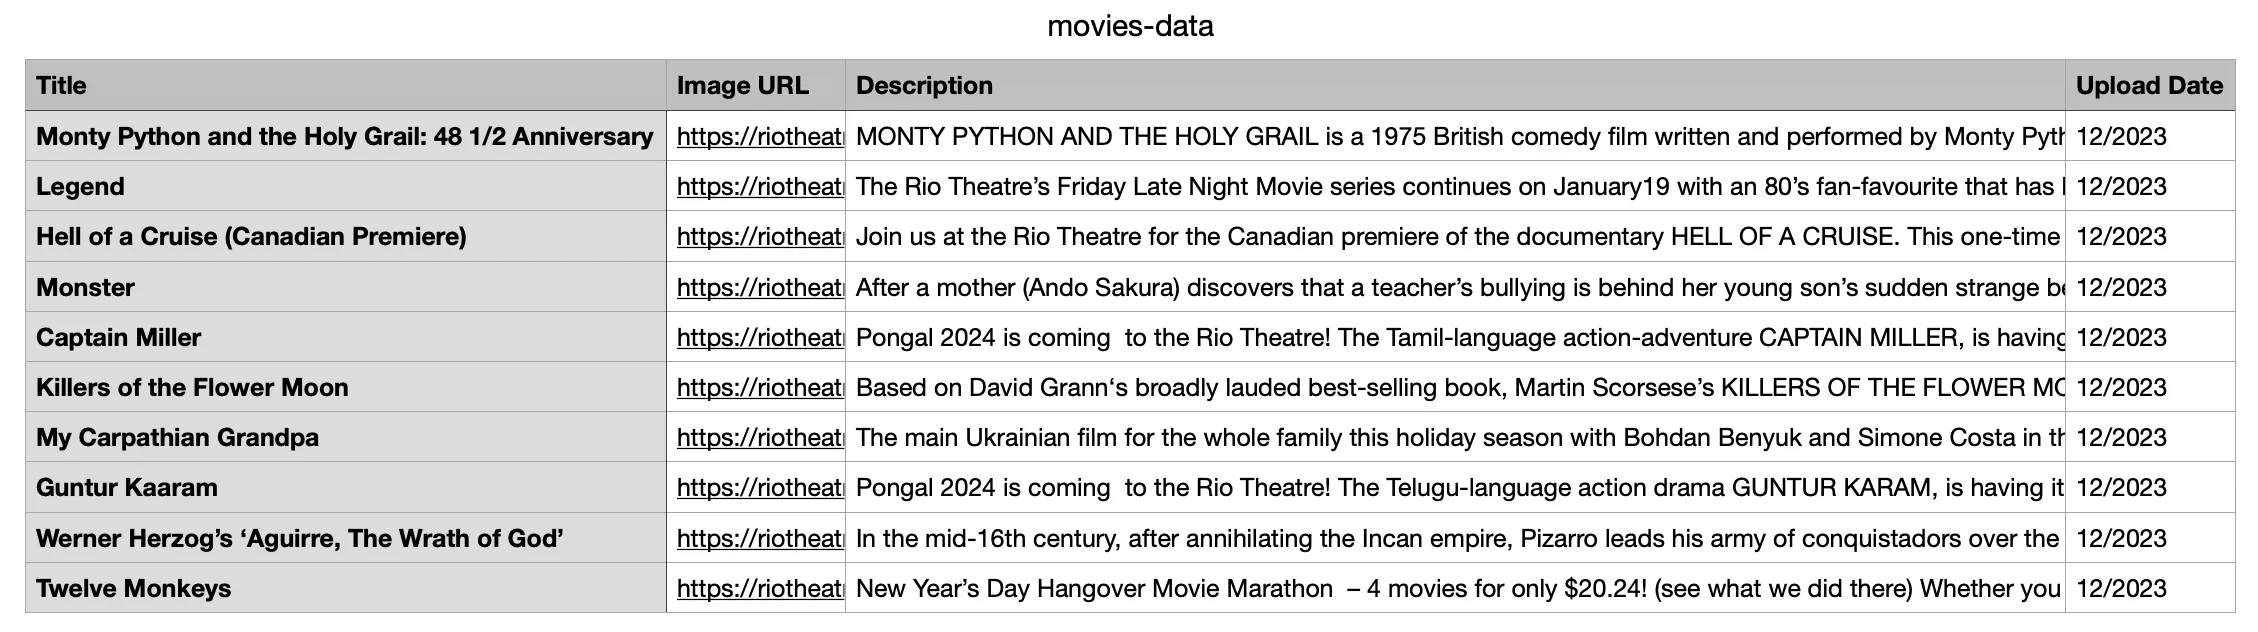 movies-data
Title Image URL Description Upload Date
Monty Python and the Holy Grail: 48 1/2 Anniversary https://riotheat MONTY PYTHON AND THE HOLY GRAIL is a 1975 British comedy film written and performed by Monty Pyth 12/2023
Legend https://riotheat The Rio Theatre’s Friday Late Night Movie series continues on January19 with an 80’s fan-favourite that has 12/2023
Hell of a Cruise (Canadian Premiere) https://riotheat Join us at the Rio Theatre for the Canadian premiere of the documentary HELL OF A CRUISE. This one-time 12/2023
Monster https://riotheat After a mother (Ando Sakura) discovers that a teacher’s bullying is behind her young son’s sudden strange be 12/2023
Captain Miller https://riotheat Pongal 2024 is coming  to the Rio Theatre! The Tamil-language action-adventure CAPTAIN MILLER, is having 12/2023
Killers of the Flower Moon https://riotheat Based on David Grann‘s broadly lauded best-selling book, Martin Scorsese’s KILLERS OF THE FLOWER MO 12/2023
My Carpathian Grandpa https://riotheat The main Ukrainian film for the whole family this holiday season with Bohdan Benyuk and Simone Costa in th 12/2023
Guntur Kaaram https://riotheat Pongal 2024 is coming  to the Rio Theatre! The Telugu-language action drama GUNTUR KARAM, is having it 12/2023
Werner Herzog’s ‘Aguirre, The Wrath of God’ https://riotheat In the mid-16th century, after annihilating the Incan empire, Pizarro leads his army of conquistadors over the 12/2023
Twelve Monkeys https://riotheat New Year’s Day Hangover Movie Marathon  – 4 movies for only $20.24! (see what we did there) Whether you 12/2023